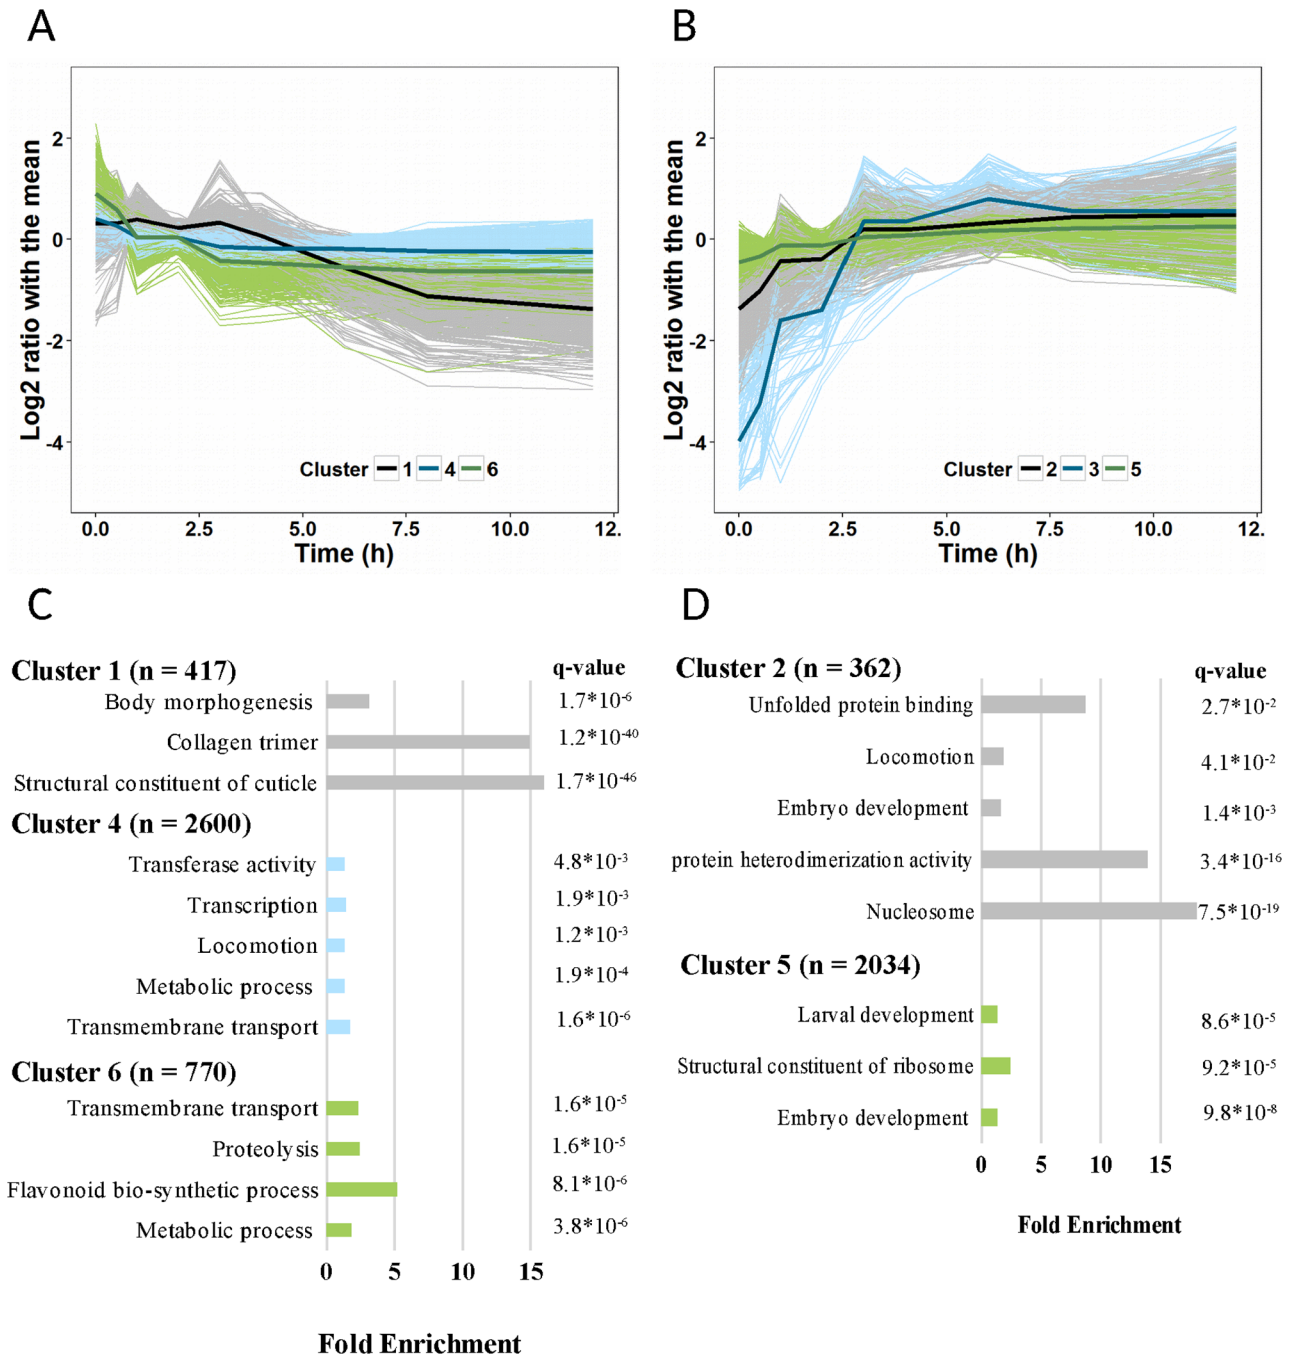 A
B
Log2 ratio with the mean
2
0
-2
-4
Cluster 1 4 6
0.0 2.5 5.0 7.5 10.0 12.
Time (h)
Log2 ratio with the mean
2
0
-2
-4
Cluster 2 3 5
0.0 2.5 5.0 7.5 10.0 12.
Time (h)
C
Cluster 1 (n = 417) q-value
Body morphogenesis 1.7*10-6
Collagen trimer 1.2*10-40
Structural constituent of cuticle 1.7*10-46
Cluster 4 (n = 2600)
Transferase activity 4.8*10-3
Transcription 1.9*10-3
Locomotion 1.2*10-3
Metabolic process 1.9*10-4
Transmembrane transport 1.6*10-6
Cluster 6 (n = 770)
Transmembrane transport 1.6*10-5
Proteolysis 1.6*10-5
Flavonoid bio-synthetic process 8.1*10-6
Metabolic process 3.8*10-6
0 5 10 15
Fold Enrichment
D
Cluster 2 (n = 362) q-value
Unfolded protein binding 2.7*10-2
Locomotion 4.1*10-2
Embryo development 1.4*10-3
protein heterodimerization activity 3.4*10-16
Nucleosome 7.5*10-19
Cluster 5 (n = 2034)
Larval development 8.6*10-5
Structural constituent of ribosome 9.2*10-5
Embryo development 9.8*10-8
0 5 10 15
Fold Enrichment